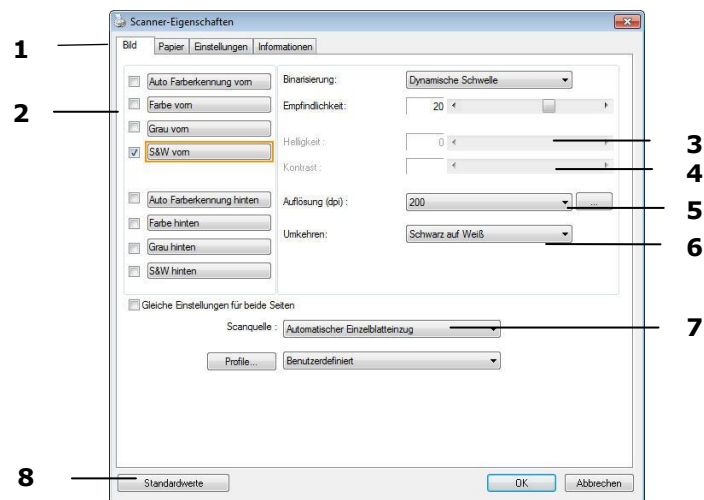 Scanner-Eigenschaften
Bild Papier Einstellungen Informationen
1
2
Auto Farberkennung vorn
Farbe vorn
Grau vorn
S&W vorn
Auto Farberkennung hinten
Farbe hinten
Grau hinten
S&W hinten
Binarisierung: Dynamische Schwelle
Empfindlichkeit: 20
Helligkeit : 0
3
Kontrast :
4
Auflösung (dpi) : 200 ...
5
Umkehren: Schwarz auf Weiß
6
Gleiche Einstellungen für beide Seiten
Scanquelle : Automatischer Einzelblatteinzug
7
Profile... Benutzerdefiniert
8
Standardwerte OK Abbrechen